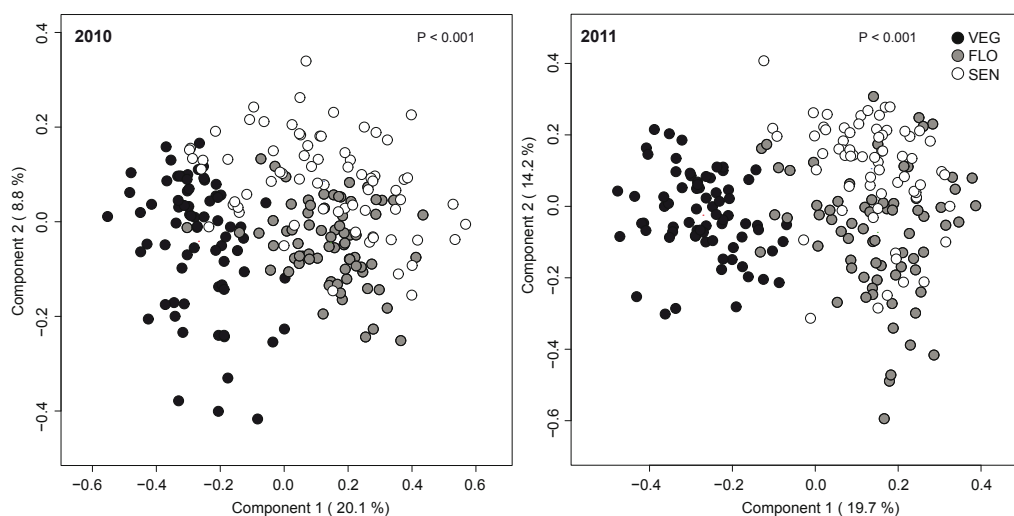 2010
P < 0.001
Component 2 ( 8.8 %)
0.4
0.2
0.0
−0.2
−0.4
−0.6
−0.4
−0.2
0.0
0.2
0.4
0.6
Component 1 ( 20.1 %)
2011
P < 0.001
VEG
FLO
SEN
Component 2 ( 14.2 %)
0.4
0.2
0.0
−0.2
−0.4
−0.6
−0.4
−0.2
0.0
0.2
0.4
Component 1 ( 19.7 %)